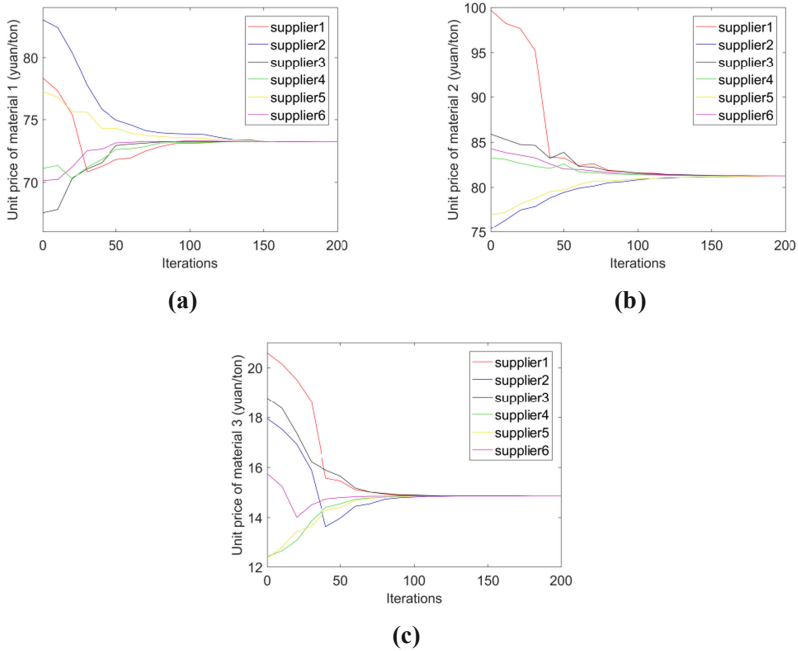 Unit price of material 1 (yuan/ton)
80
75
70
0
50
100
150
200
Iterations
supplier1
supplier2
supplier3
supplier4
supplier5
supplier6
(a)
Unit price of material 2 (yuan/ton)
100
95
90
85
80
75
0
50
100
150
200
Iterations
supplier1
supplier2
supplier3
supplier4
supplier5
supplier6
(b)
Unit price of material 3 (yuan/ton)
20
18
16
14
12
0
50
100
150
200
Iterations
supplier1
supplier2
supplier3
supplier4
supplier5
supplier6
(c)